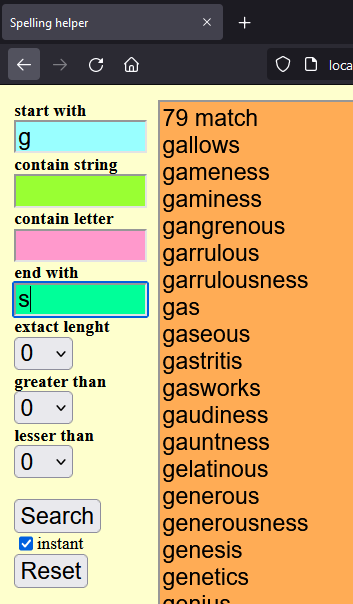 Spelling helper
loca
start with
g
contain string
contain letter
end with
s
extact lenght
0
greater than
0
lesser than
0
Search
instant
Reset
79 match
gallows
gameness
gaminess
gangrenous
garrulous
garrulousness
gas
gaseous
gastritis
gasworks
gaudiness
gauntness
gelatinous
generous
generousness
genesis
genetics
genius